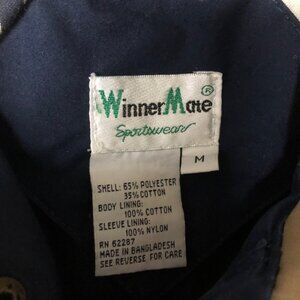 WinnerMate ®
Sportswear
M
SHELL: 65% POLYESTER
35% COTTON
BODY LINING:
100% COTTON
SLEEVE LINING:
100% NYLON
RN 62287
MADE IN BANGLADESH
SEE REVERSE FOR CARE